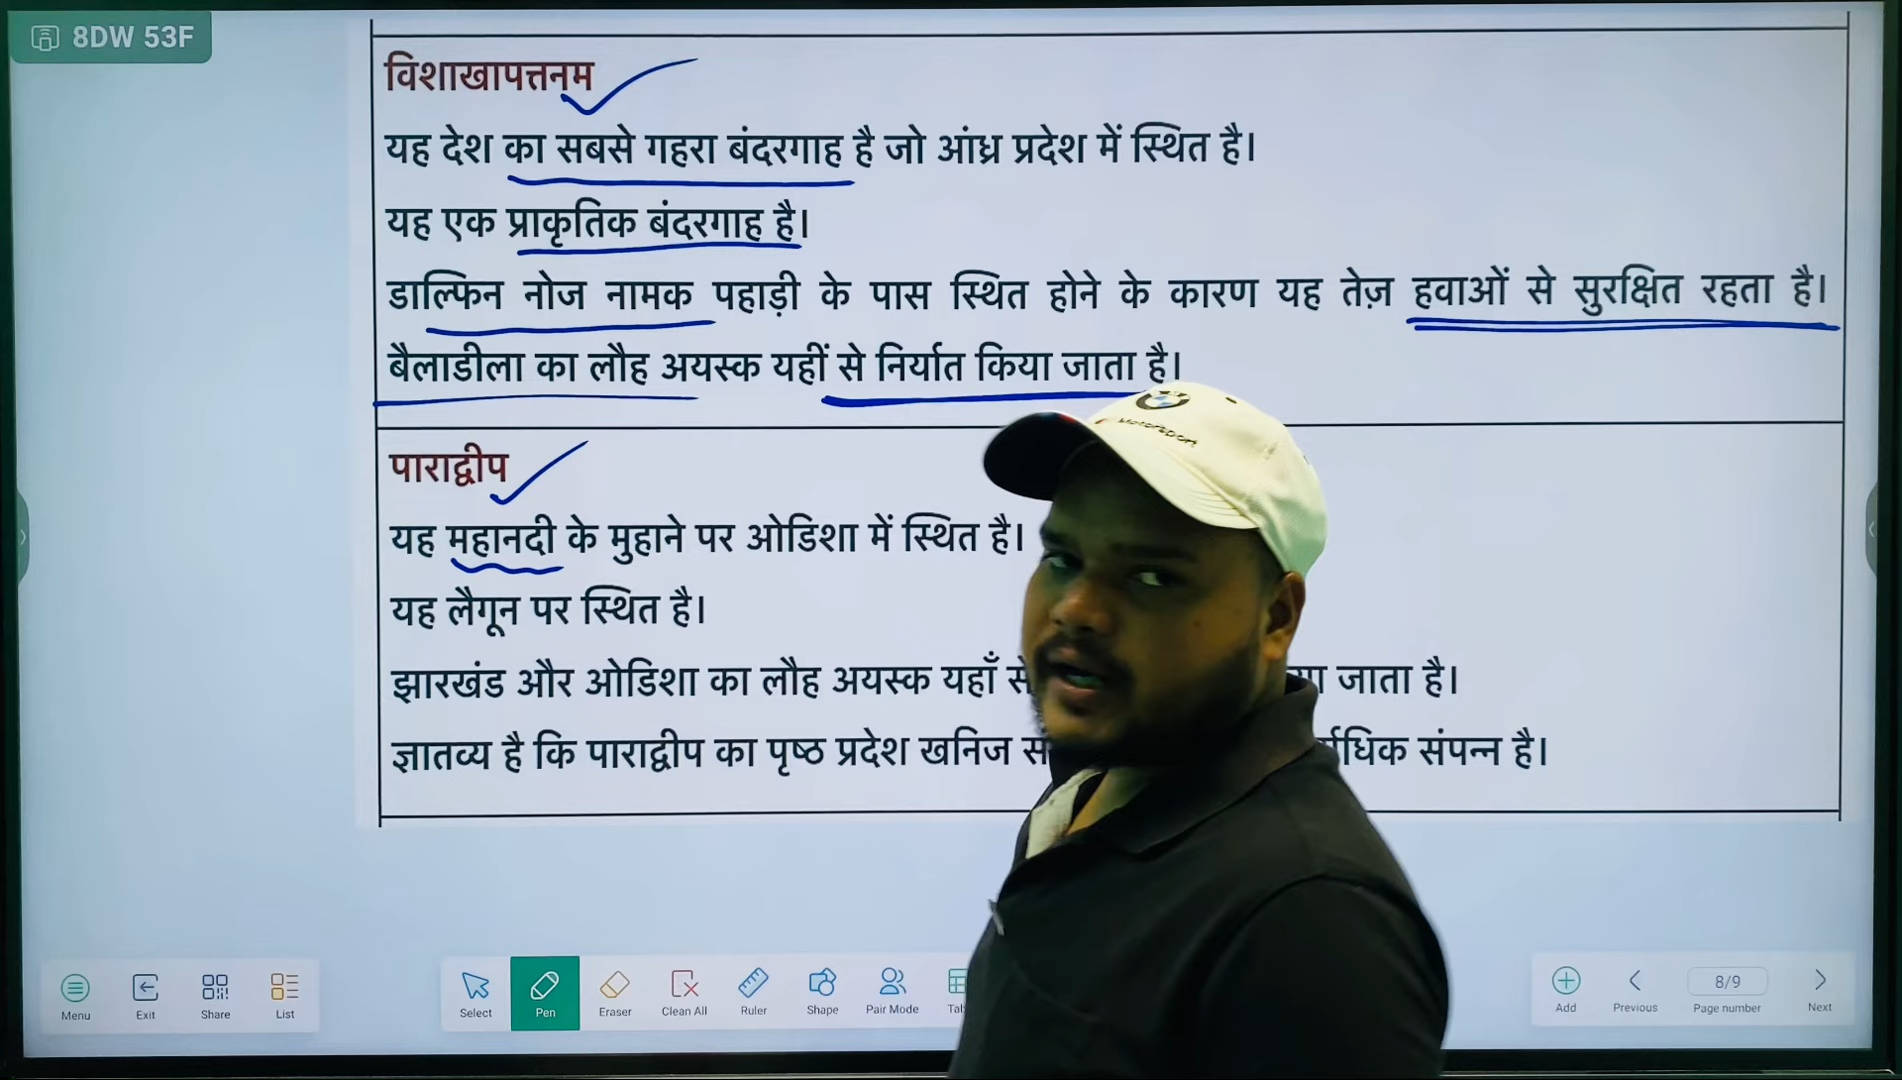 8DW 53F
विशाखापत्तनम
यह देश का सबसे गहरा बंदरगाह है जो आंध्र प्रदेश में स्थित है।
यह एक प्राकृतिक बंदरगाह है।
डाल्फिन नोज नामक पहाड़ी के पास स्थित होने के कारण यह तेज़ हवाओं से सुरक्षित रहता है।
बैलाडीला का लौह अयस्क यहीं से निर्यात किया जाता है।
पाराद्वीप
यह महानदी के मुहाने पर ओडिशा में स्थित है।
यह लैगून पर स्थित है।
झारखंड और ओडिशा का लौह अयस्क यहाँ से जाता है।
ज्ञातव्य है कि पाराद्वीप का पृष्ठ प्रदेश खनिज संपन्न है।
Menu Exit Share List Select Pen Eraser Clean All Ruler Shape Pair Mode Add Previous 8/9 Page number Next